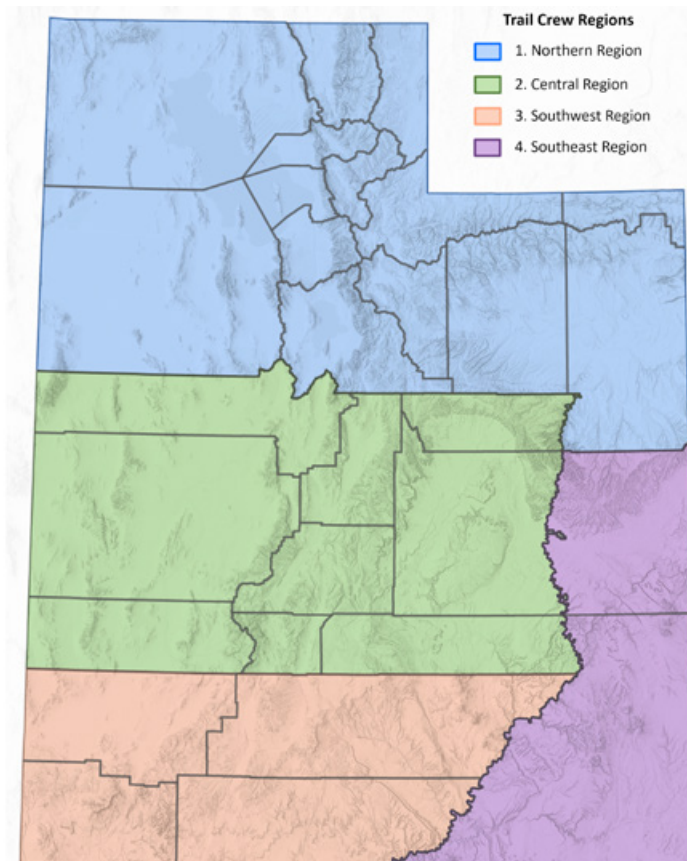 Trail Crew Regions
1. Northern Region
2. Central Region
3. Southwest Region
4. Southeast Region